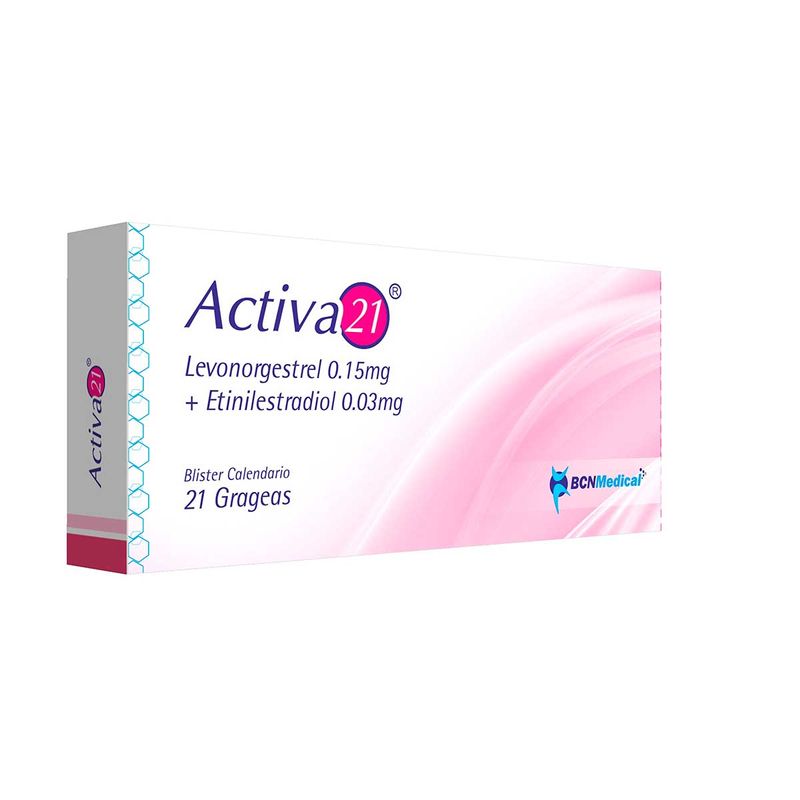 Activa21®
Levonorgestrel 0.15mg
+ Etinilestradiol 0.03mg
Blister Calendario
21 Grageas
BCNMedical
Activa21®